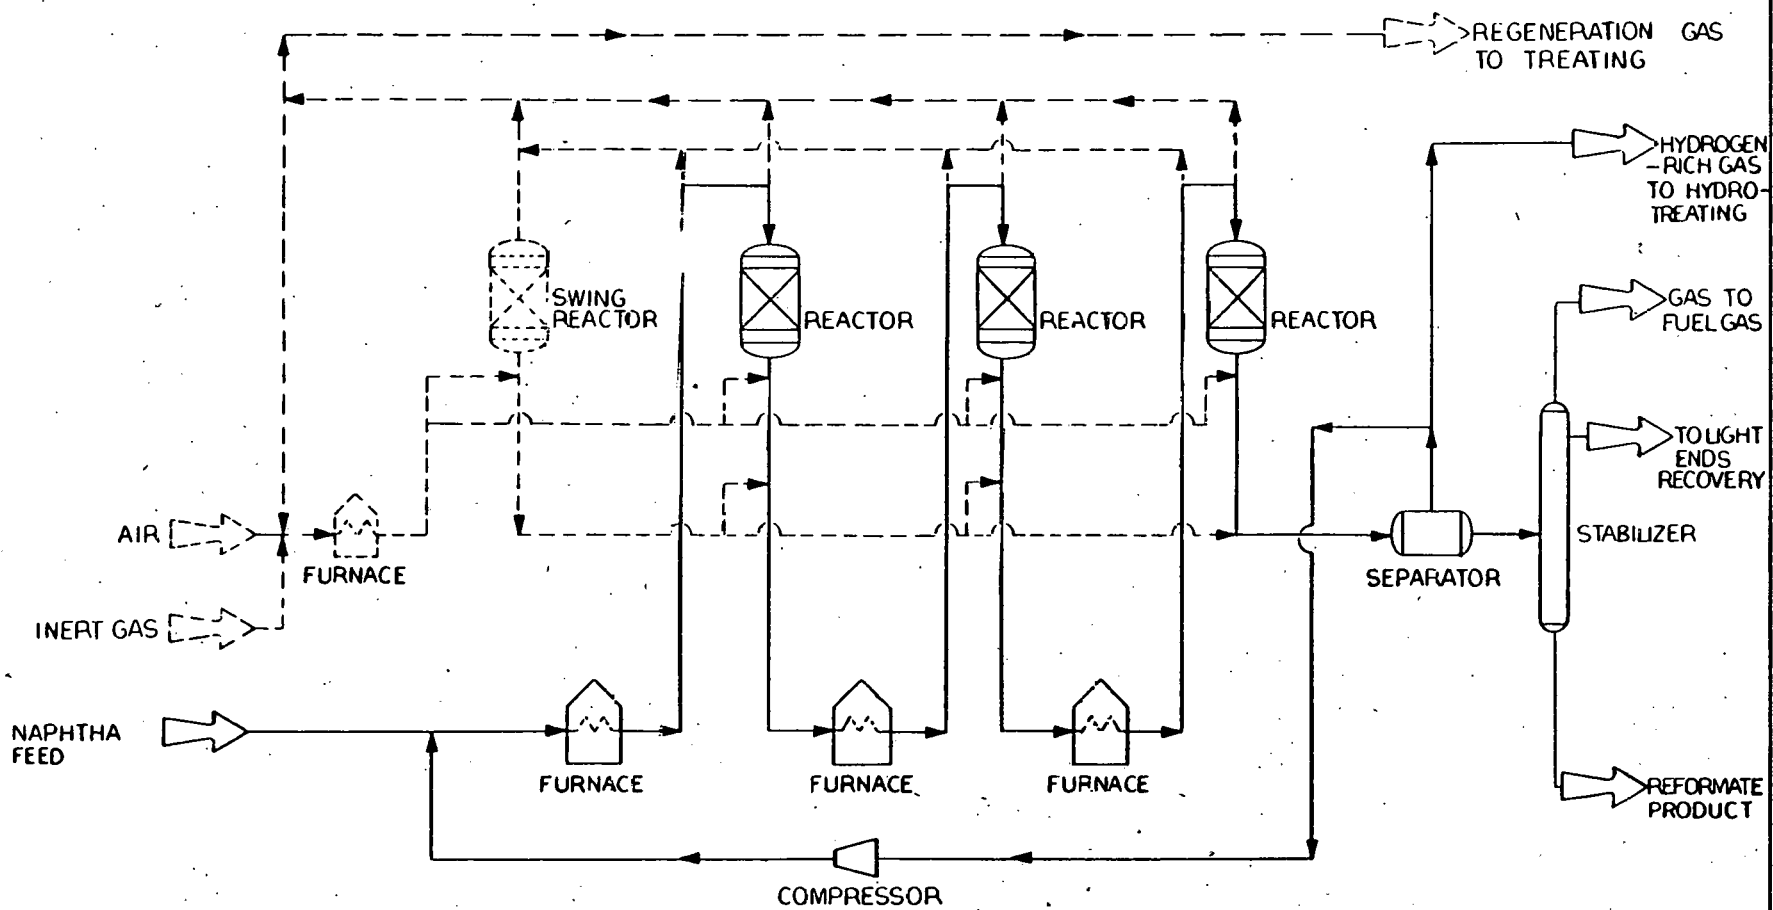 REGENERATION GAS
TO TREATING
HYDROGEN
-RICH GAS
TO HYDRO-
TREATING
GAS TO
FUEL GAS
SWING
REACTOR
REACTOR
REACTOR
REACTOR
TO LIGHT
ENDS
RECOVERY
AIR
FURNACE
SEPARATOR
STABILIZER
INERT GAS
NAPHTHA
FEED
FURNACE
FURNACE
FURNACE
REFORMATE
PRODUCT
COMPRESSOR